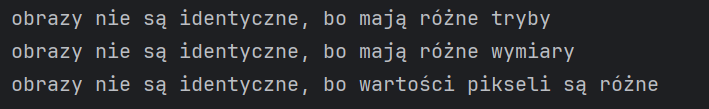 obrazy nie są identyczne, bo mają różne tryby
obrazy nie są identyczne, bo mają różne wymiary
obrazy nie są identyczne, bo wartości pikseli są różne